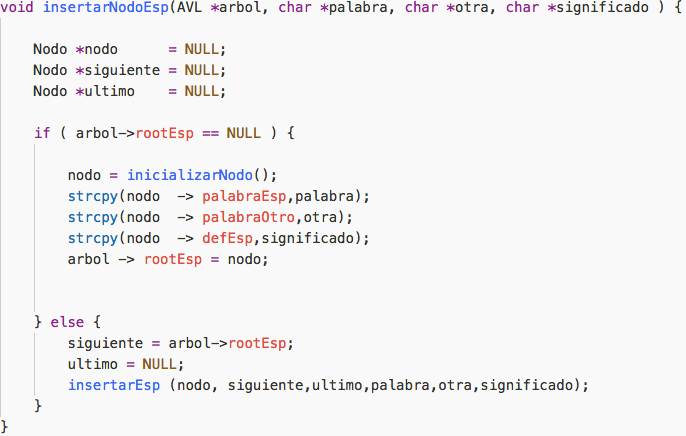 void insertarNodoEsp(AVL *arbol, char *palabra, char *otra, char *significado ) {
Nodo *nodo      = NULL;
Nodo *siguiente = NULL;
Nodo *ultimo    = NULL;
if ( arbol->rootEsp == NULL ) {
nodo = inicializarNodo();
strcpy(nodo  -> palabraEsp,palabra);
strcpy(nodo  -> palabraOtro,otra);
strcpy(nodo  -> defEsp,significado);
arbol -> rootEsp = nodo;
} else {
siguiente = arbol->rootEsp;
ultimo = NULL;
insertarEsp (nodo, siguiente,ultimo,palabra,otra,significado);
}
}